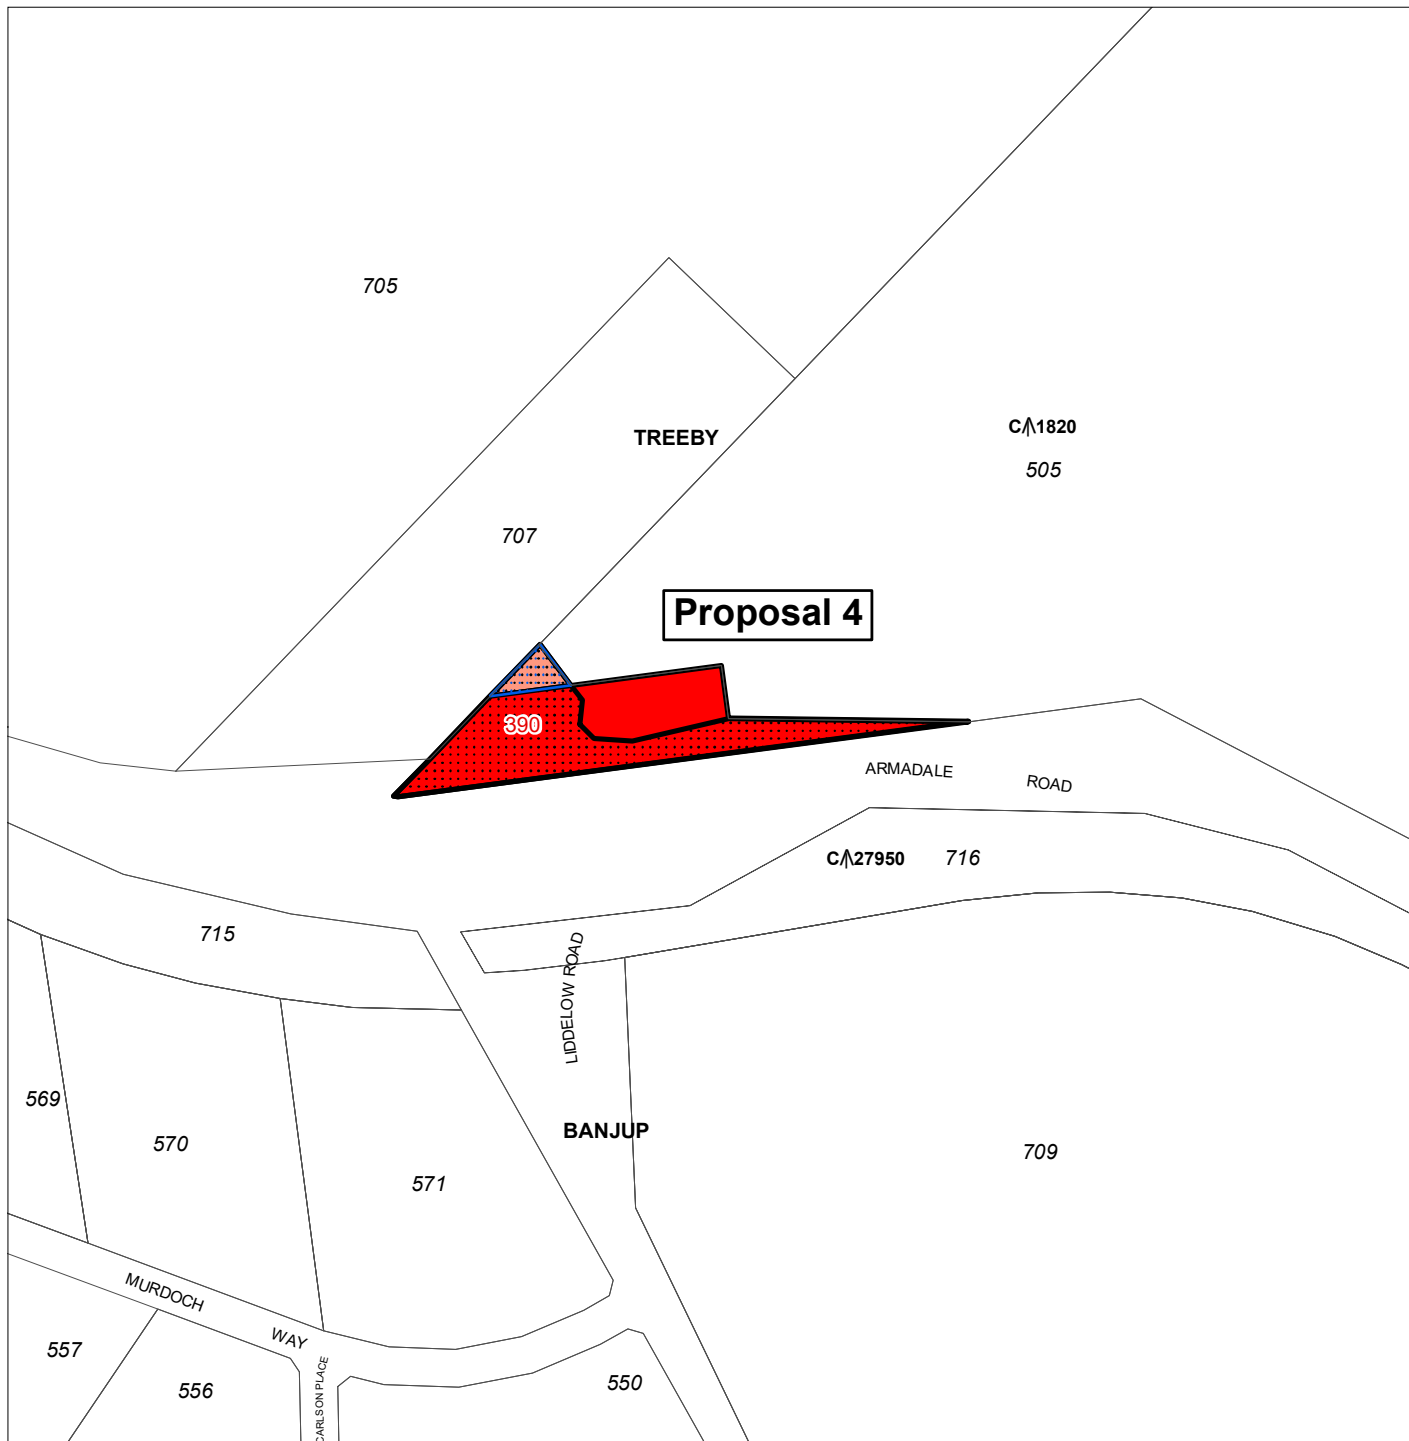 705
TREEBY
C/|\1820
505
707
Proposal 4
390
ARMADALE ROAD
C/|\27950 716
715
LIDDELOW ROAD
569
570
571
BANJUP
709
MURDOCH WAY
557
556
CARLSON PLACE
550